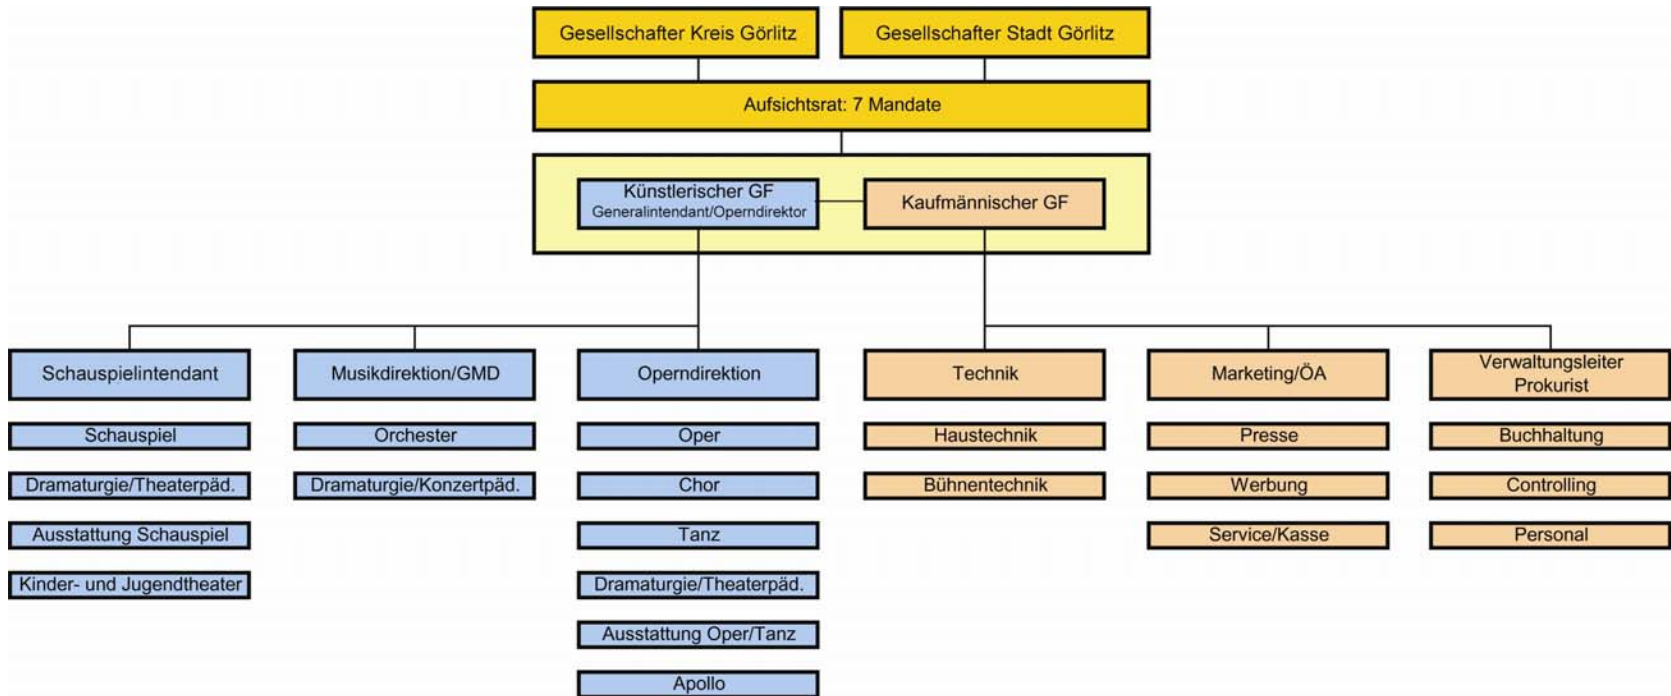 Gesellschafter Kreis Görlitz
Gesellschafter Stadt Görlitz
Aufsichtsrat: 7 Mandate
Künstlerischer GF
Generalintendant/Operndirektor
Kaufmännischer GF
Schauspielintendant
Musikdirektion/GMD
Operndirektion
Technik
Marketing/ÖA
Verwaltungsleiter
Prokurist
Schauspiel
Orchester
Oper
Haustechnik
Presse
Buchhaltung
Dramaturgie/Theaterpäd.
Dramaturgie/Konzertpäd.
Chor
Bühnentechnik
Werbung
Controlling
Ausstattung Schauspiel
Tanz
Service/Kasse
Personal
Kinder- und Jugendtheater
Dramaturgie/Theaterpäd.
Ausstattung Oper/Tanz
Apollo